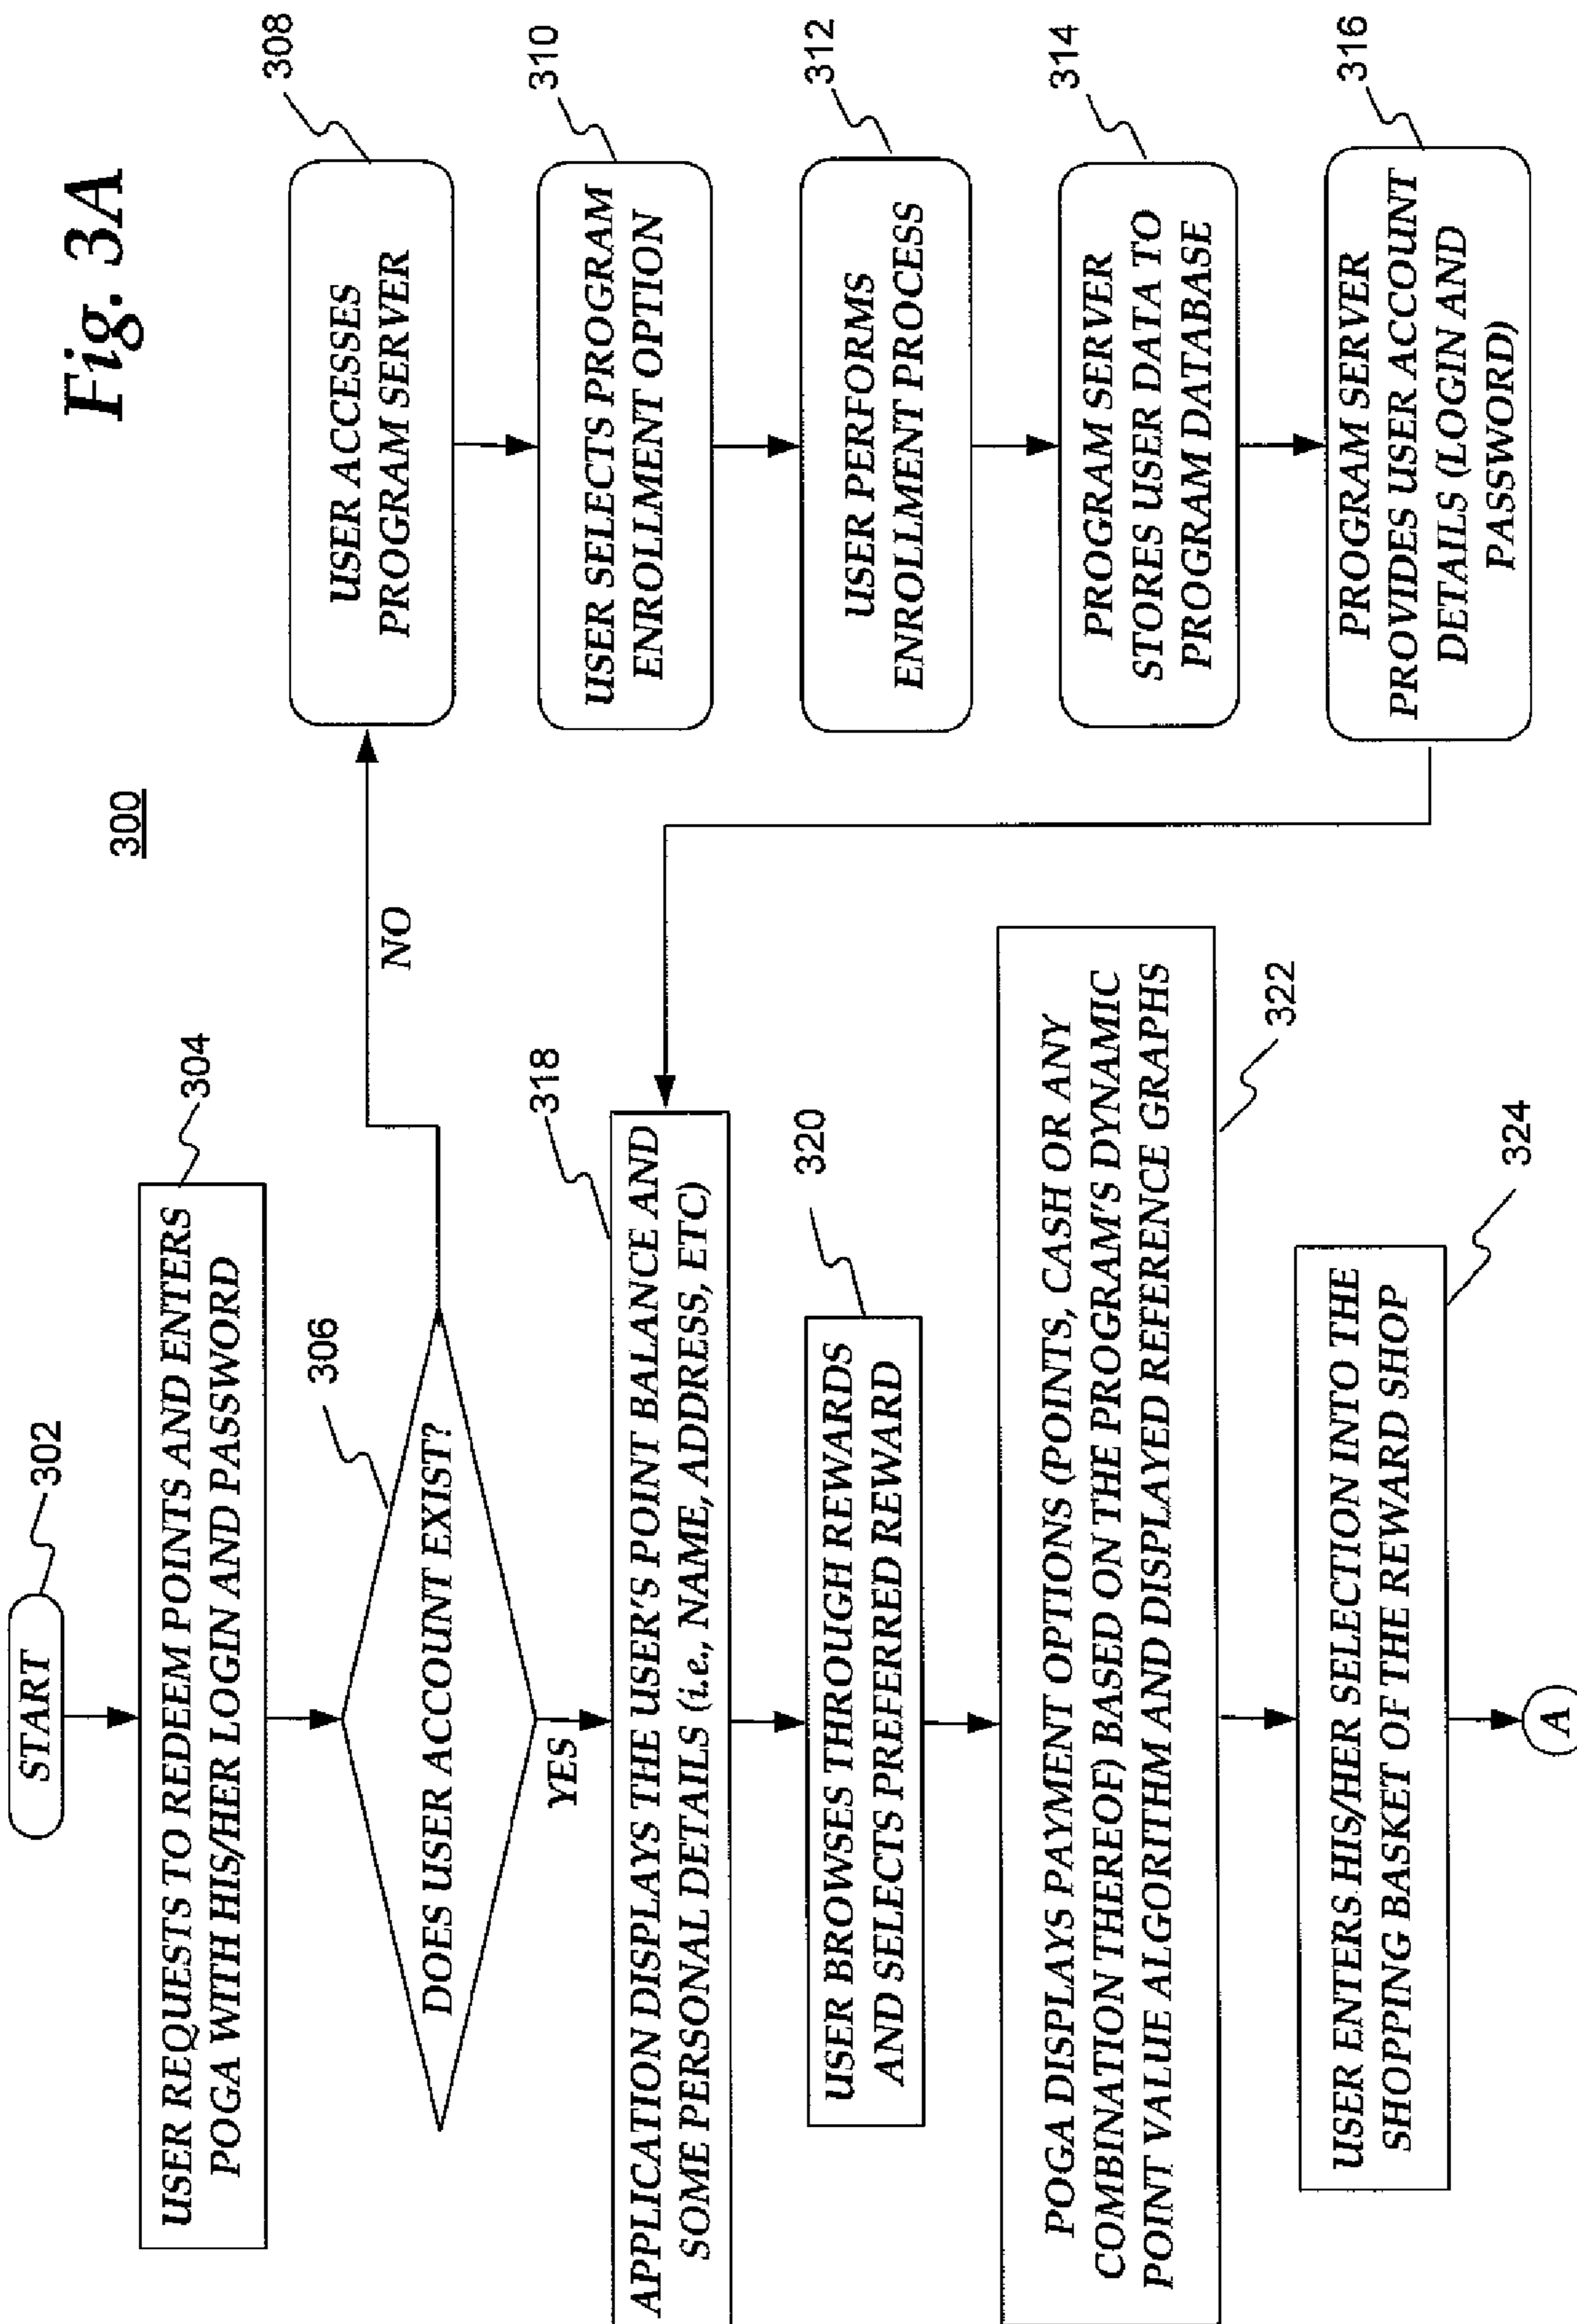 Fig. 3A
300
START
302
USER REQUESTS TO REDEEM POINTS AND ENTERS
POGA WITH HIS/HER LOGIN AND PASSWORD
304
DOES USER ACCOUNT EXIST?
306
NO
YES
USER ACCESSES
PROGRAM SERVER
308
USER SELECTS PROGRAM
ENROLLMENT OPTION
310
USER PERFORMS
ENROLLMENT PROCESS
312
PROGRAM SERVER
STORES USER DATA TO
PROGRAM DATABASE
314
PROGRAM SERVER
PROVIDES USER ACCOUNT
DETAILS (LOGIN AND
PASSWORD)
316
APPLICATION DISPLAYS THE USER'S POINT BALANCE AND
SOME PERSONAL DETAILS (i.e., NAME, ADDRESS, ETC)
318
USER BROWSES THROUGH REWARDS
AND SELECTS PREFERRED REWARD
320
POGA DISPLAYS PAYMENT OPTIONS (POINTS, CASH OR ANY
COMBINATION THEREOF) BASED ON THE PROGRAM'S DYNAMIC
POINT VALUE ALGORITHM AND DISPLAYED REFERENCE GRAPHS
322
USER ENTERS HIS/HER SELECTION INTO THE
SHOPPING BASKET OF THE REWARD SHOP
324
A